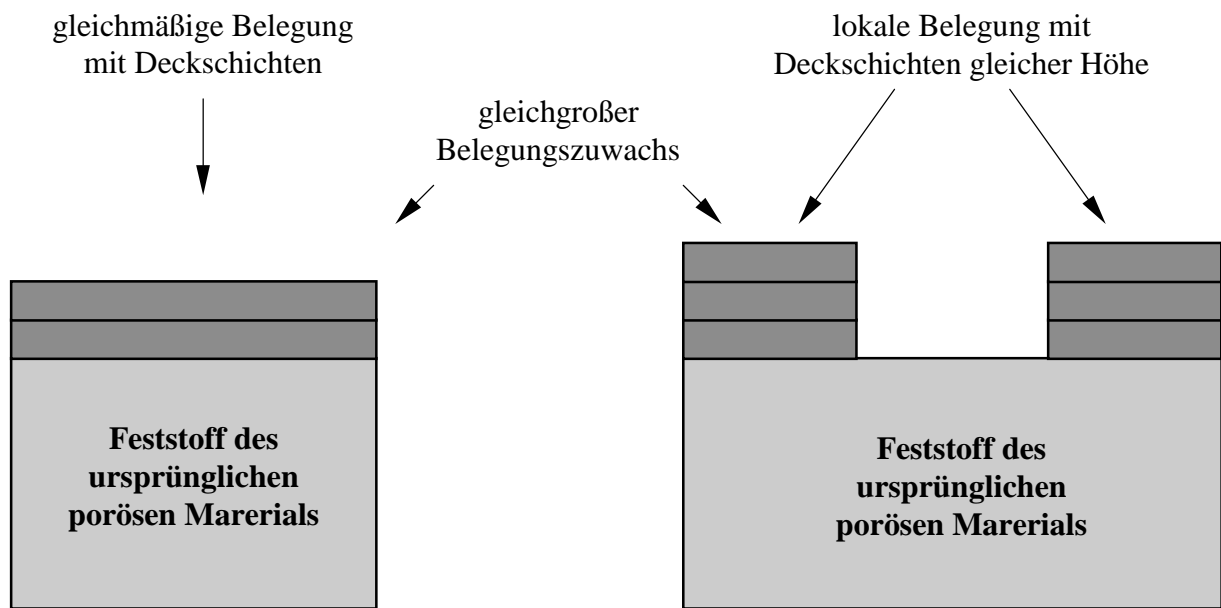 gleichmäßige Belegung
mit Deckschichten
lokale Belegung mit
Deckschichten gleicher Höhe
gleichgroßer
Belegungszuwachs
Feststoff des
ursprünglichen
porösen Marerials
Feststoff des
ursprünglichen
porösen Marerials